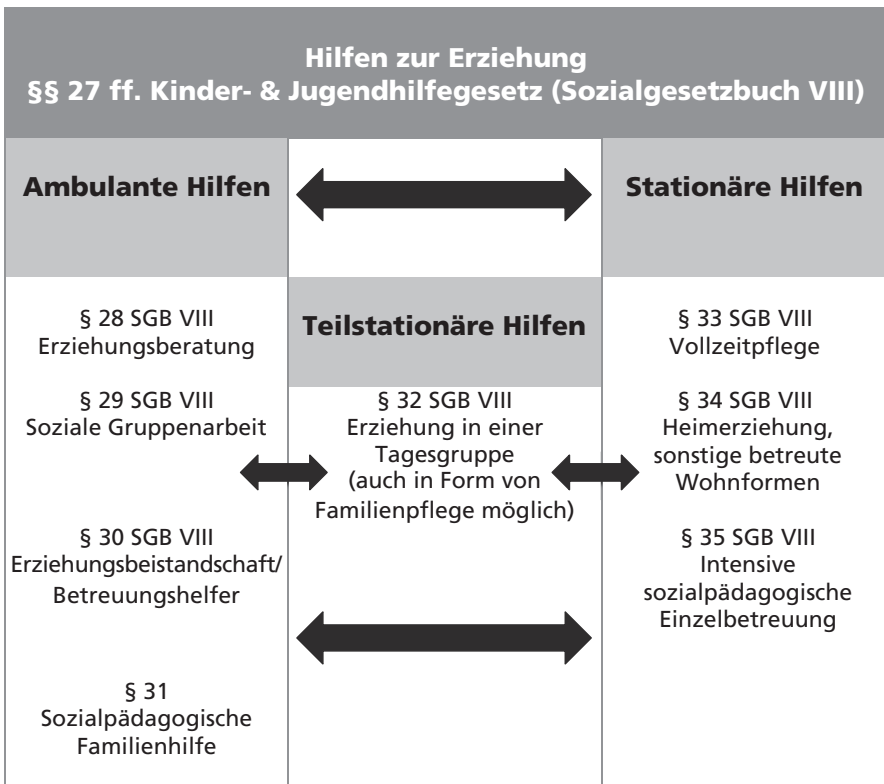 Hilfen zur Erziehung
§§ 27 ff. Kinder- & Jugendhilfegesetz (Sozialgesetzbuch VIII)
Ambulante Hilfen
§ 28 SGB VIII
Erziehungsberatung
§ 29 SGB VIII
Soziale Gruppenarbeit
§ 30 SGB VIII
Erziehungsbeistandschaft/
Betreuungshelfer
§ 31
Sozialpädagogische
Familienhilfe
Teilstationäre Hilfen
§ 32 SGB VIII
Erziehung in einer
Tagesgruppe
(auch in Form von
Familienpflege möglich)
Stationäre Hilfen
§ 33 SGB VIII
Vollzeitpflege
§ 34 SGB VIII
Heimerziehung,
sonstige betreute
Wohnformen
§ 35 SGB VIII
Intensive
sozialpädagogische
Einzelbetreuung